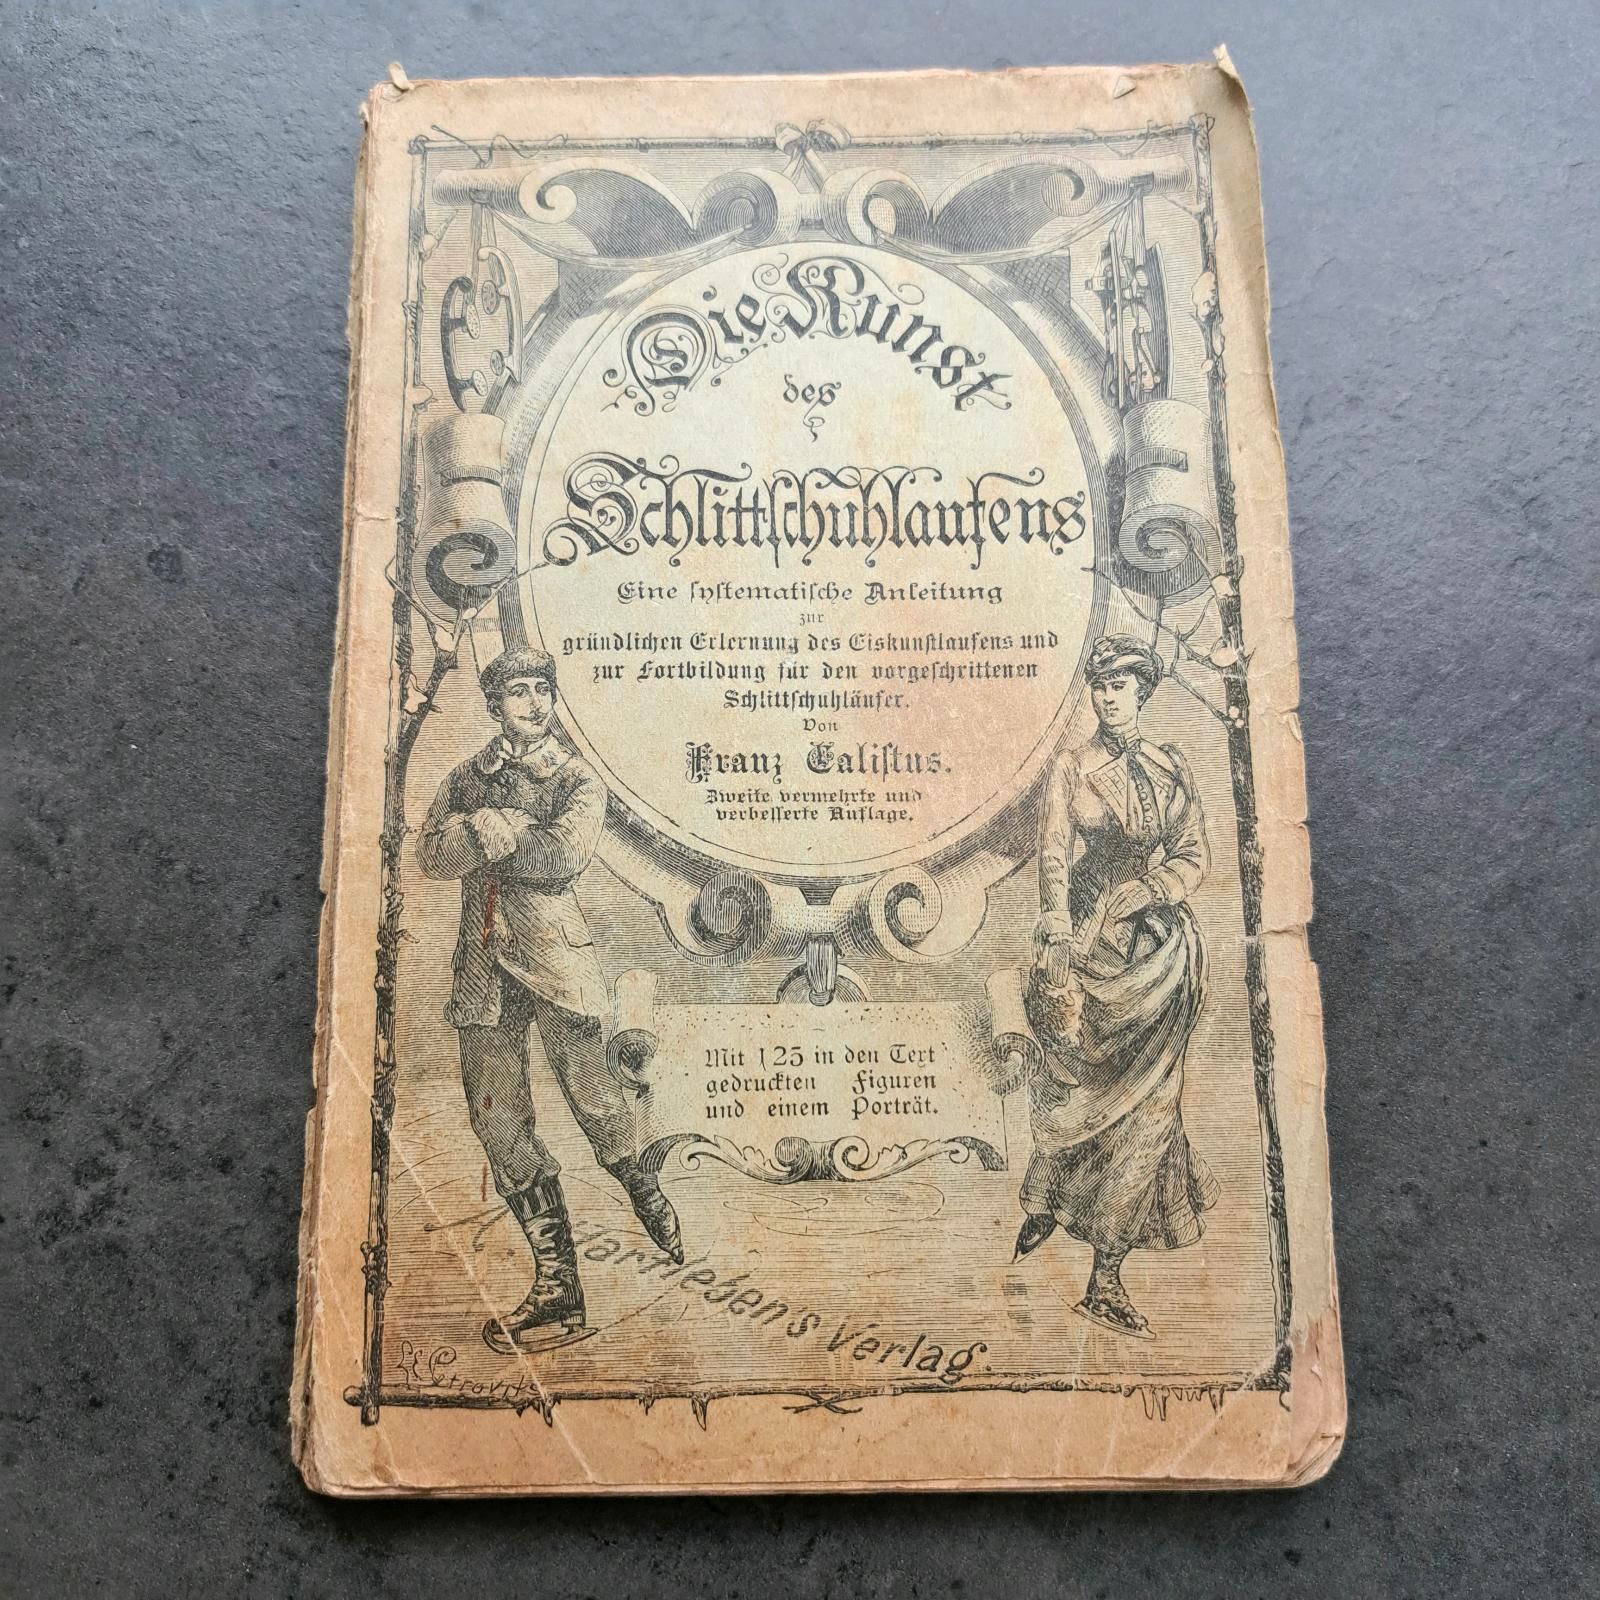 Die Kunst
des
Schlittschuhlaufens
Eine systematische Anleitung
zur
gründlichen Erlernung des Eiskunstlaufens und
zur Fortbildung für den vorgeschrittenen
Schlittschuhläufer.
Von
Franz Calistus.
Zweite vermehrte und
verbesserte Auflage.
Mit 125 in den Text
gedruckten Figuren
und einem Porträt.
A. Hartleben's Verlag.
Petrovits